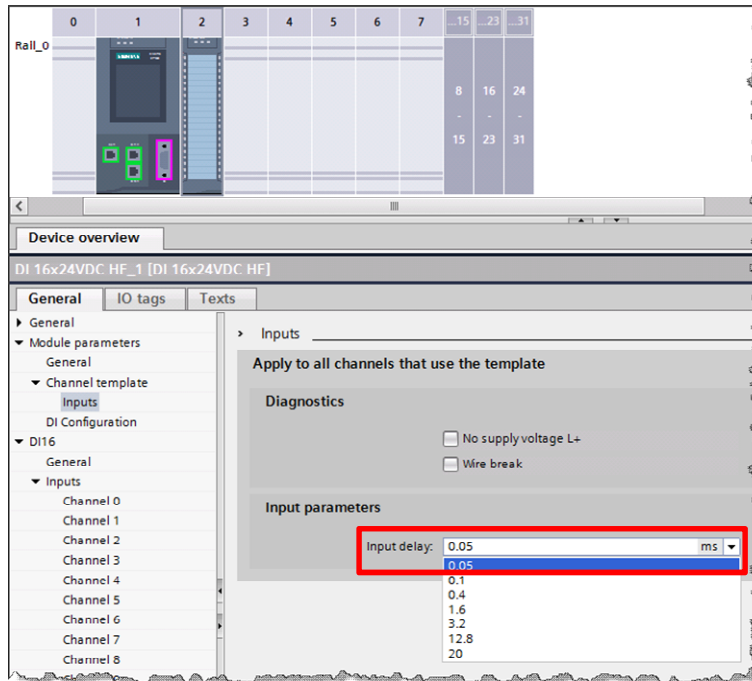 0 1 2 3 4 5 6 7 ...15 ...23 ...31
Rail_0
SIEMENS
8 16 24
- - -
15 23 31
Device overview
DI 16x24VDC HF_1 [DI 16x24VDC HF]
General IO tags Texts
General
Module parameters
General
Channel template
Inputs
DI Configuration
DI16
General
Inputs
Channel 0
Channel 1
Channel 2
Channel 3
Channel 4
Channel 5
Channel 6
Channel 7
Channel 8
Inputs
Apply to all channels that use the template
Diagnostics
No supply voltage L+
Wire break
Input parameters
Input delay: 0.05 ms
0.05
0.1
0.4
1.6
3.2
12.8
20